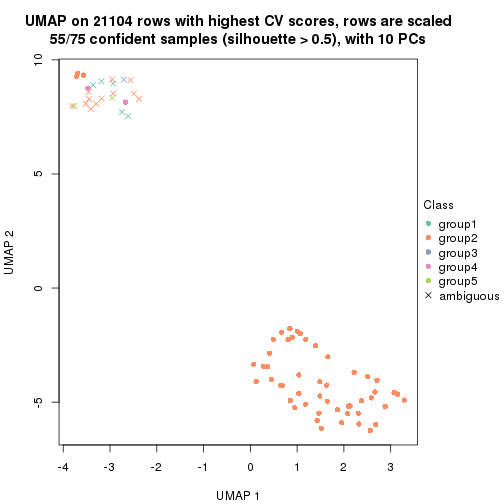 UMAP on 21104 rows with highest CV scores, rows are scaled
55/75 confident samples (silhouette > 0.5), with 10 PCs
10
5
0
-5
UMAP 2
-4 -3 -2 -1 0 1 2 3
UMAP 1
Class
group1
group2
group3
group4
group5
ambiguous